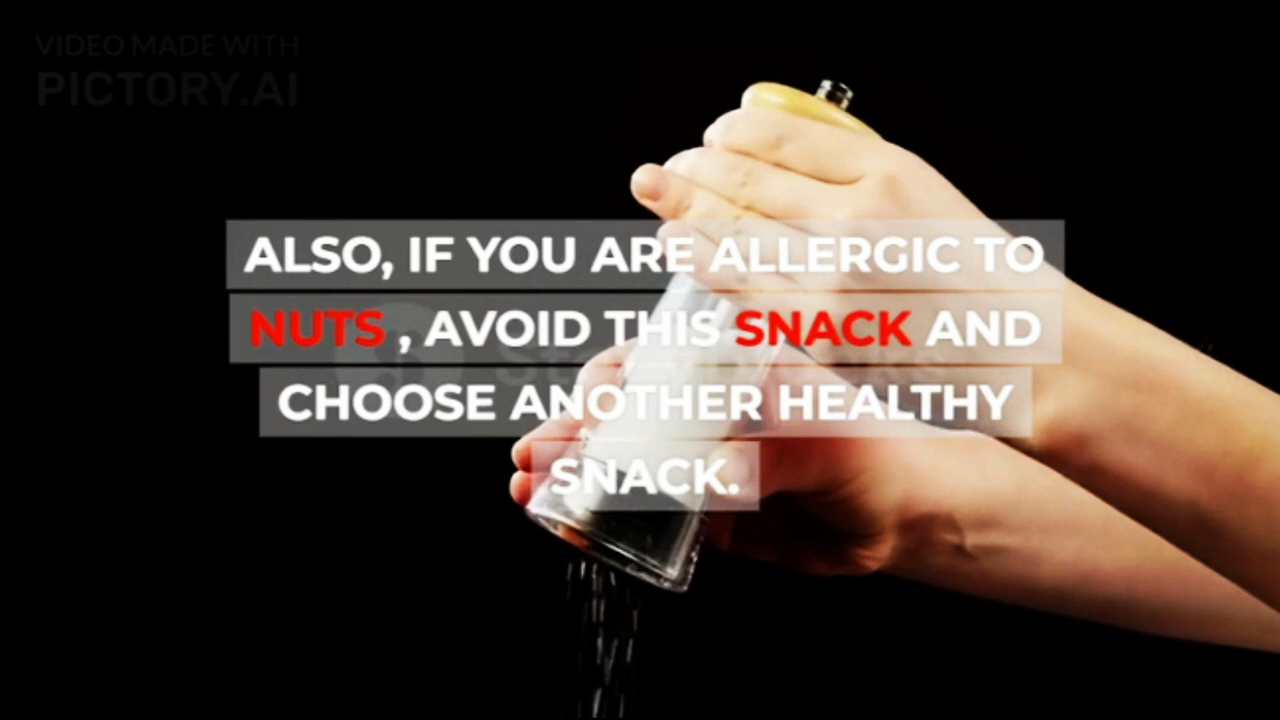 VIDEO MADE WITH
PICTORY.AI
ALSO, IF YOU ARE ALLERGIC TO
NUTS , AVOID THIS SNACK AND
CHOOSE ANOTHER HEALTHY
SNACK.